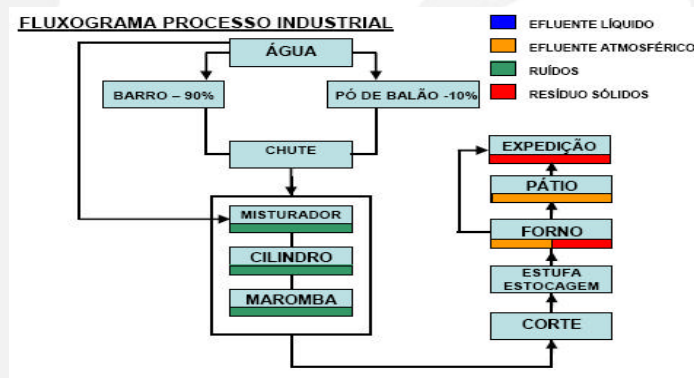 FLUXOGRAMA PROCESSO INDUSTRIAL
EFLUENTE LÍQUIDO
EFLUENTE ATMOSFÉRICO
RUÍDOS
RESÍDUO SÓLIDOS
ÁGUA
BARRO – 90%
PÓ DE BALÃO -10%
CHUTE
MISTURADOR
CILINDRO
MAROMBA
EXPEDIÇÃO
PÁTIO
FORNO
ESTUFA
ESTOCAGEM
CORTE